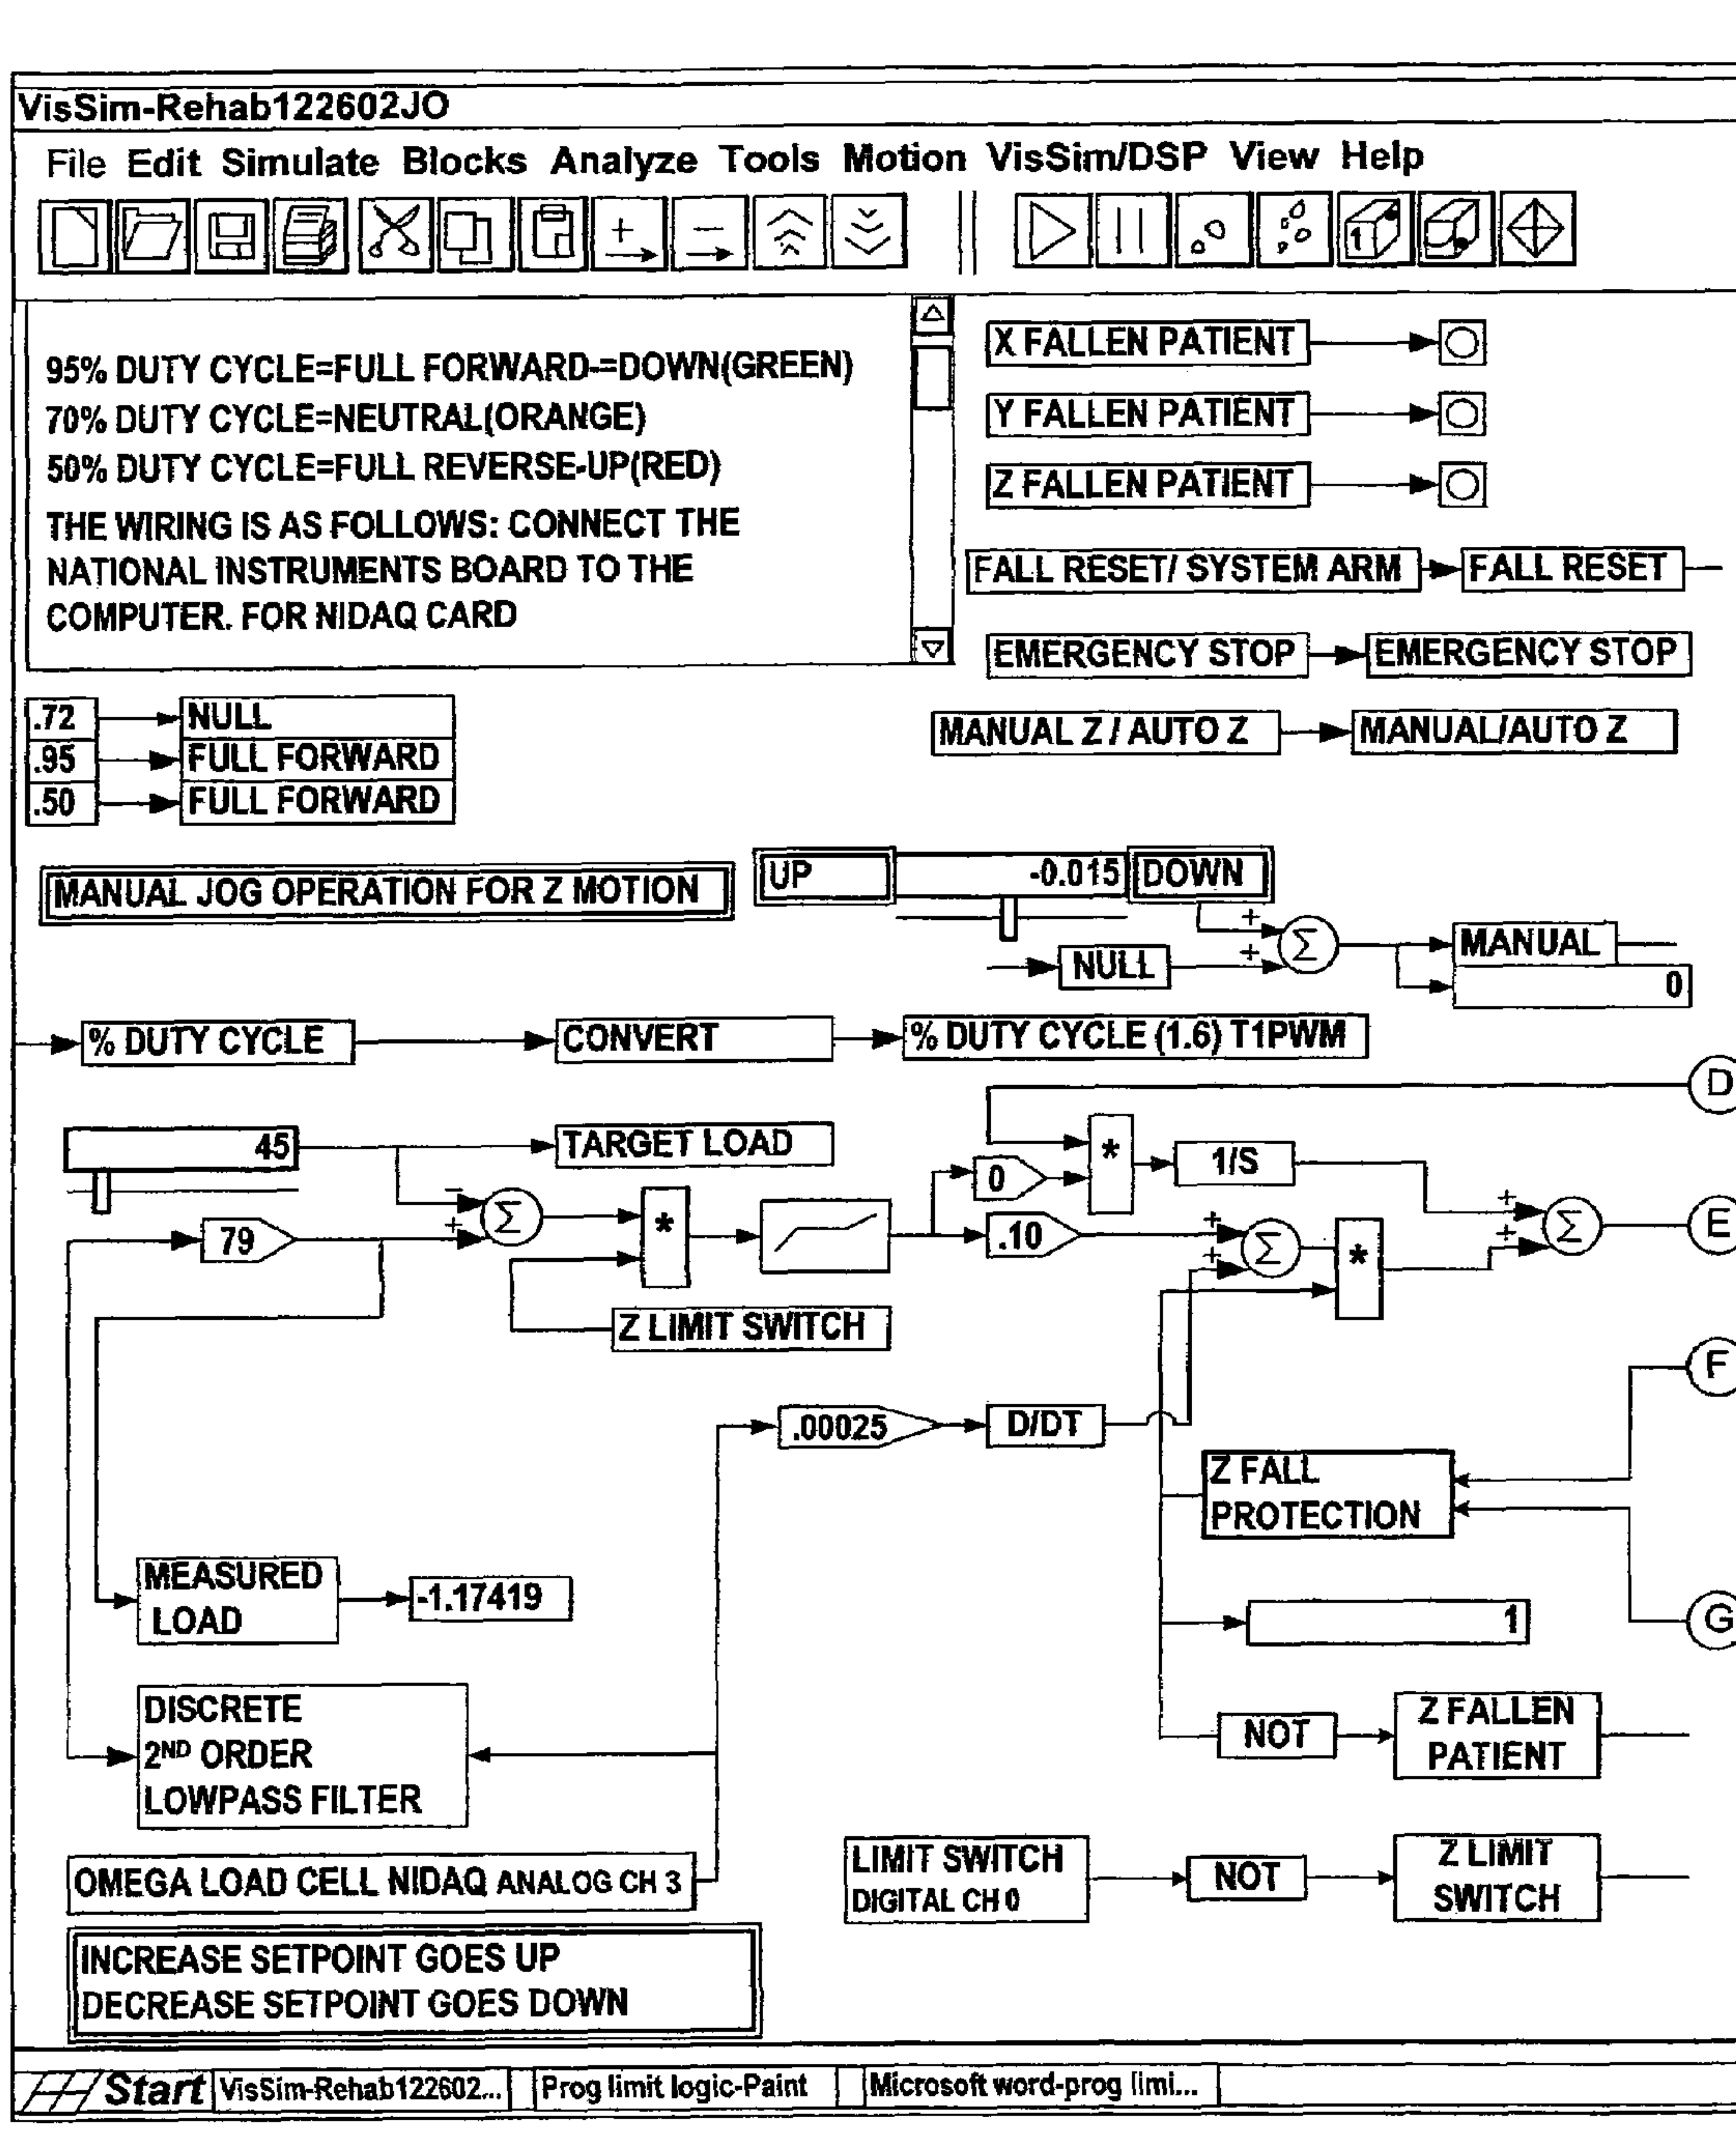 VisSim-Rehab122602JO
File Edit Simulate Blocks Analyze Tools Motion VisSim/DSP View Help
+
−
1
95% DUTY CYCLE=FULL FORWARD-=DOWN(GREEN)
70% DUTY CYCLE=NEUTRAL(ORANGE)
50% DUTY CYCLE=FULL REVERSE-UP(RED)
THE WIRING IS AS FOLLOWS: CONNECT THE
NATIONAL INSTRUMENTS BOARD TO THE
COMPUTER. FOR NIDAQ CARD
X FALLEN PATIENT
Y FALLEN PATIENT
Z FALLEN PATIENT
FALL RESET/ SYSTEM ARM FALL RESET
EMERGENCY STOP EMERGENCY STOP
MANUAL Z / AUTO Z MANUAL/AUTO Z
.72 NULL
.95 FULL FORWARD
.50 FULL FORWARD
MANUAL JOG OPERATION FOR Z MOTION
UP -0.015 DOWN
+
+
Σ
NULL
MANUAL
0
% DUTY CYCLE CONVERT % DUTY CYCLE (1.6) T1PWM
D
45 TARGET LOAD
−
+
Σ
79
*
Z LIMIT SWITCH
0
*
1/S
.10
+
+
Σ
*
+
+
Σ
E
F
.00025 D/DT
Z FALL
PROTECTION
G
MEASURED
LOAD
-1.17419
1
DISCRETE
2ND ORDER
LOWPASS FILTER
NOT
Z FALLEN
PATIENT
OMEGA LOAD CELL NIDAQ ANALOG CH 3
LIMIT SWITCH
DIGITAL CH 0
NOT
Z LIMIT
SWITCH
INCREASE SETPOINT GOES UP
DECREASE SETPOINT GOES DOWN
Start VisSim-Rehab122602... Prog limit logic-Paint Microsoft word-prog limi...